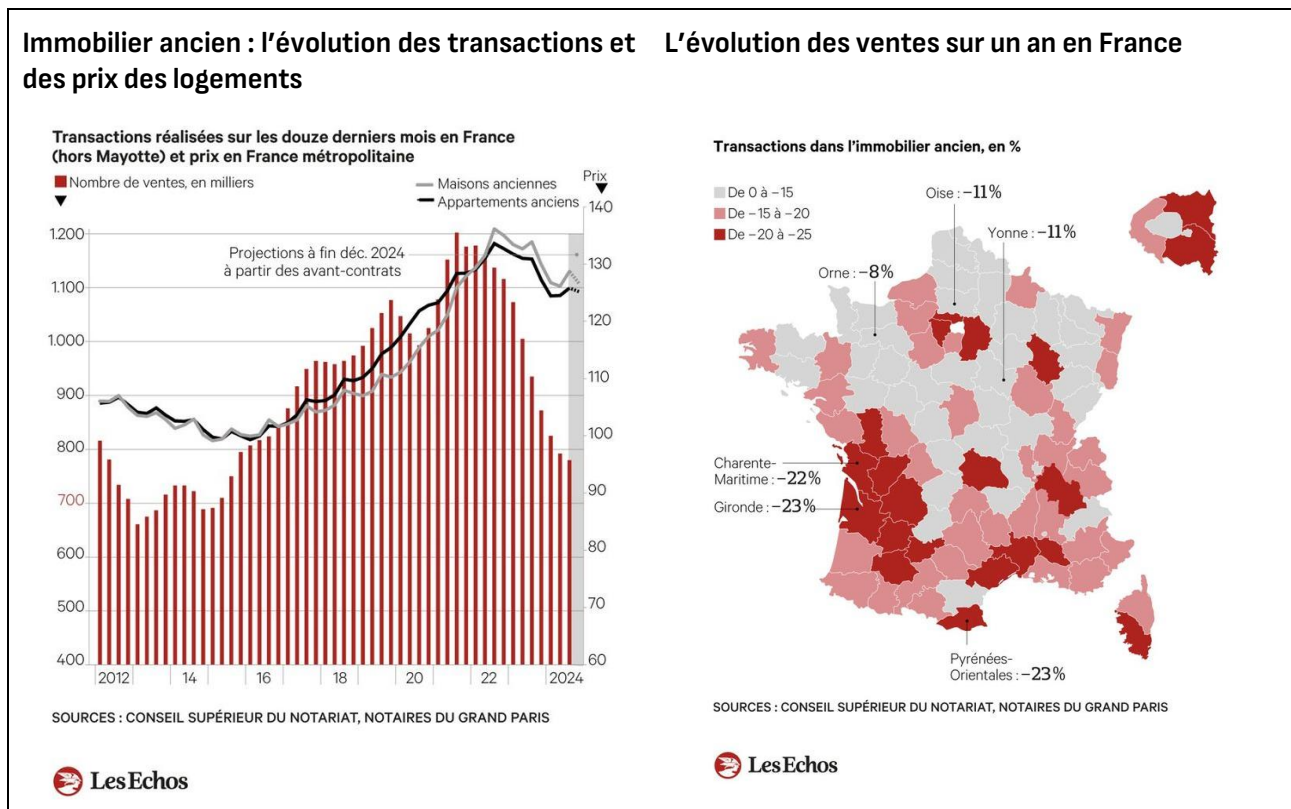 Immobilier ancien : l'évolution des transactions et
des prix des logements
Transactions réalisées sur les douze derniers mois en France
(hors Mayotte) et prix en France métropolitaine
Nombre de ventes, en milliers
Maisons anciennes
Appartements anciens
Prix
Projections à fin déc. 2024
à partir des avant-contrats
1.200
1.100
1.000
900
800
700
600
500
400
140
130
120
110
100
90
80
70
60
2012 14 16 18 20 22 2024
SOURCES : CONSEIL SUPÉRIEUR DU NOTARIAT, NOTAIRES DU GRAND PARIS
Les Echos
L'évolution des ventes sur un an en France
Transactions dans l'immobilier ancien, en %
De 0 à −15
De −15 à −20
De −20 à −25
Oise : −11%
Yonne : −11%
Orne : −8%
Charente-
Maritime : −22%
Gironde : −23%
Pyrénées-
Orientales : −23%
SOURCES : CONSEIL SUPÉRIEUR DU NOTARIAT, NOTAIRES DU GRAND PARIS
Les Echos